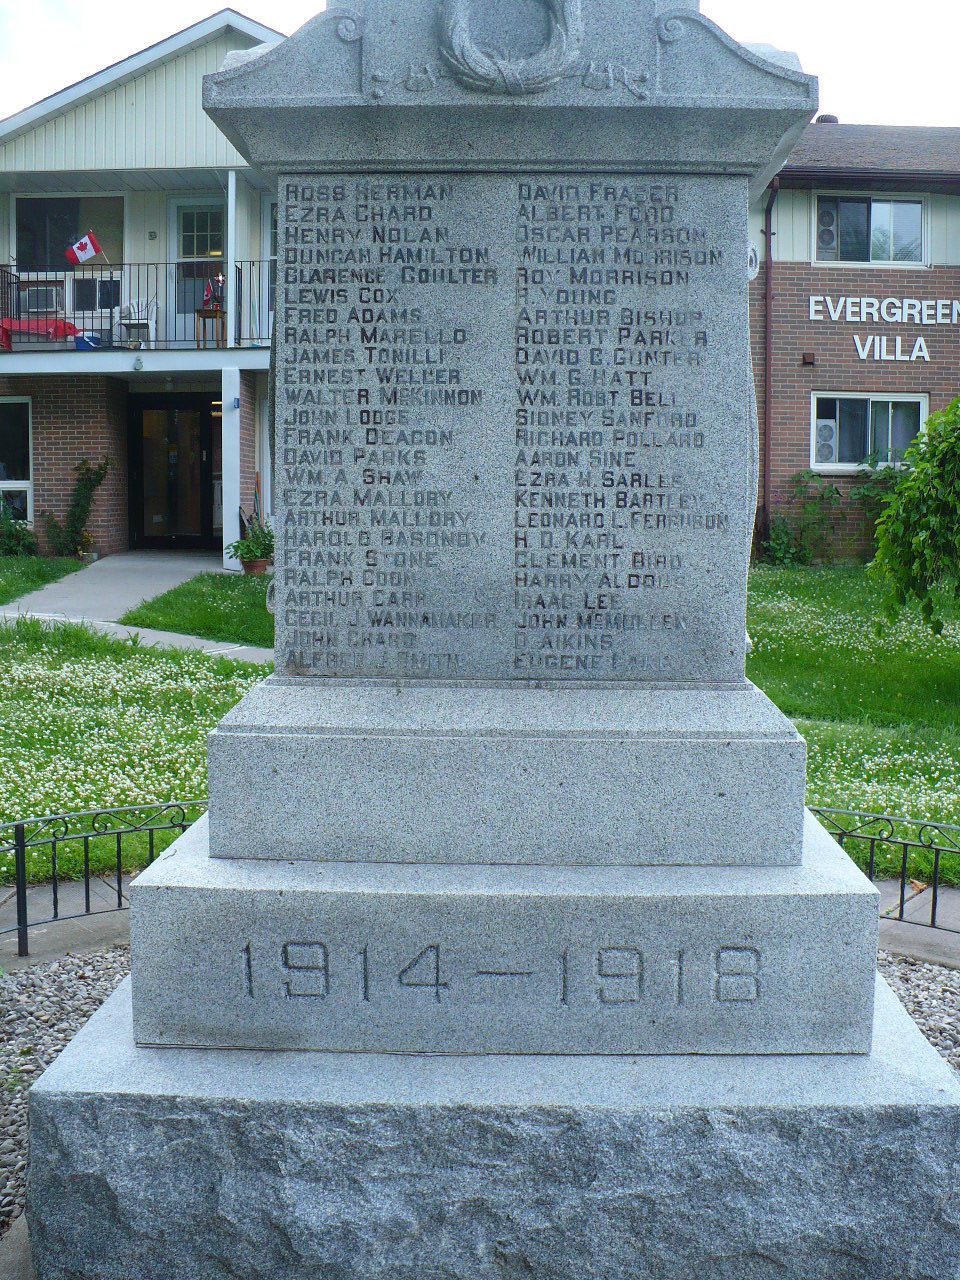 ROSS HERMAN
EZRA CHARD
HENRY NOLAN
DUNCAN HAMILTON
CLARENCE COULTER
LEWIS COX
FRED ADAMS
RALPH
JAMES
ERNEST WELLER
WALTER MCKINNON
JOHN LODGE
FRANK DEACON
DAVID PARKS
WM. A. SHAW
EZRA MALLORY
ARTHUR MALLORY
HAROLD
FRANK STONE
RALPH COON
ARTHUR CARR
CECIL J. WANNAMAKER
JOHN CHARD
ALFRED J. SMITH
DAVID FRASER
ALBERT FORD
OSCAR PEARSON
WILLIAM MORRISON
ROY MORRISON
R. YOUNG
ARTHUR BISHOP
ROBERT PARKER
DAVID C. GUNTER
WM. G. HATT
WM. ROBT BELL
SIDNEY SANFORD
RICHARD POLLARD
AARON SINE
EZRA W. SARLES
KENNETH BARTLEY
LEONARD L. FERGUSON
H. D. KARL
CLEMENT BIRD
HARRY ALDOUS
ISAAC LEE
JOHN MCMULLEN
D. AIKINS
EUGENE
1914 — 1918
EVERGREEN
VILLA